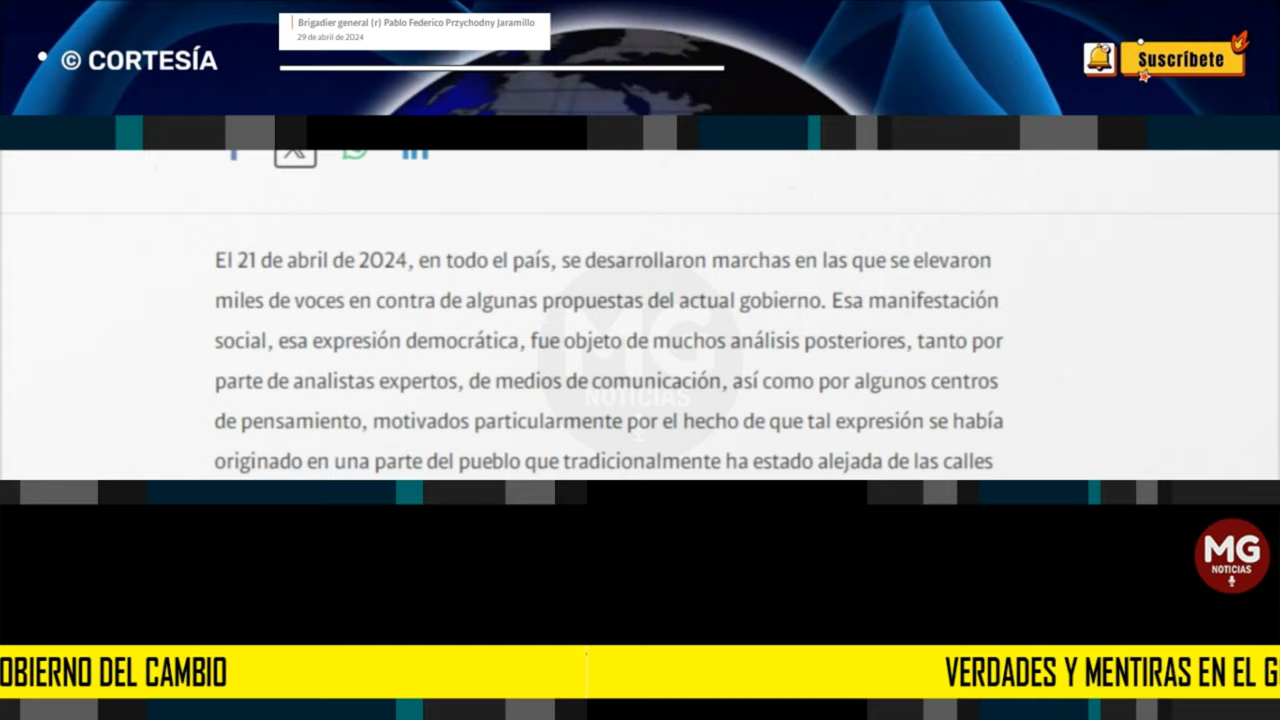 Brigadier general (r) Pablo Federico Przychodny Jaramillo
29 de abril de 2024
© CORTESÍA
Suscríbete
El 21 de abril de 2024, en todo el país, se desarrollaron marchas en las que se elevaron
miles de voces en contra de algunas propuestas del actual gobierno. Esa manifestación
social, esa expresión democrática, fue objeto de muchos análisis posteriores, tanto por
parte de analistas expertos, de medios de comunicación, así como por algunos centros
de pensamiento, motivados particularmente por el hecho de que tal expresión se había
originado en una parte del pueblo que tradicionalmente ha estado alejada de las calles
MG
NOTICIAS
MG
NOTICIAS
OBIERNO DEL CAMBIO
VERDADES Y MENTIRAS EN EL G